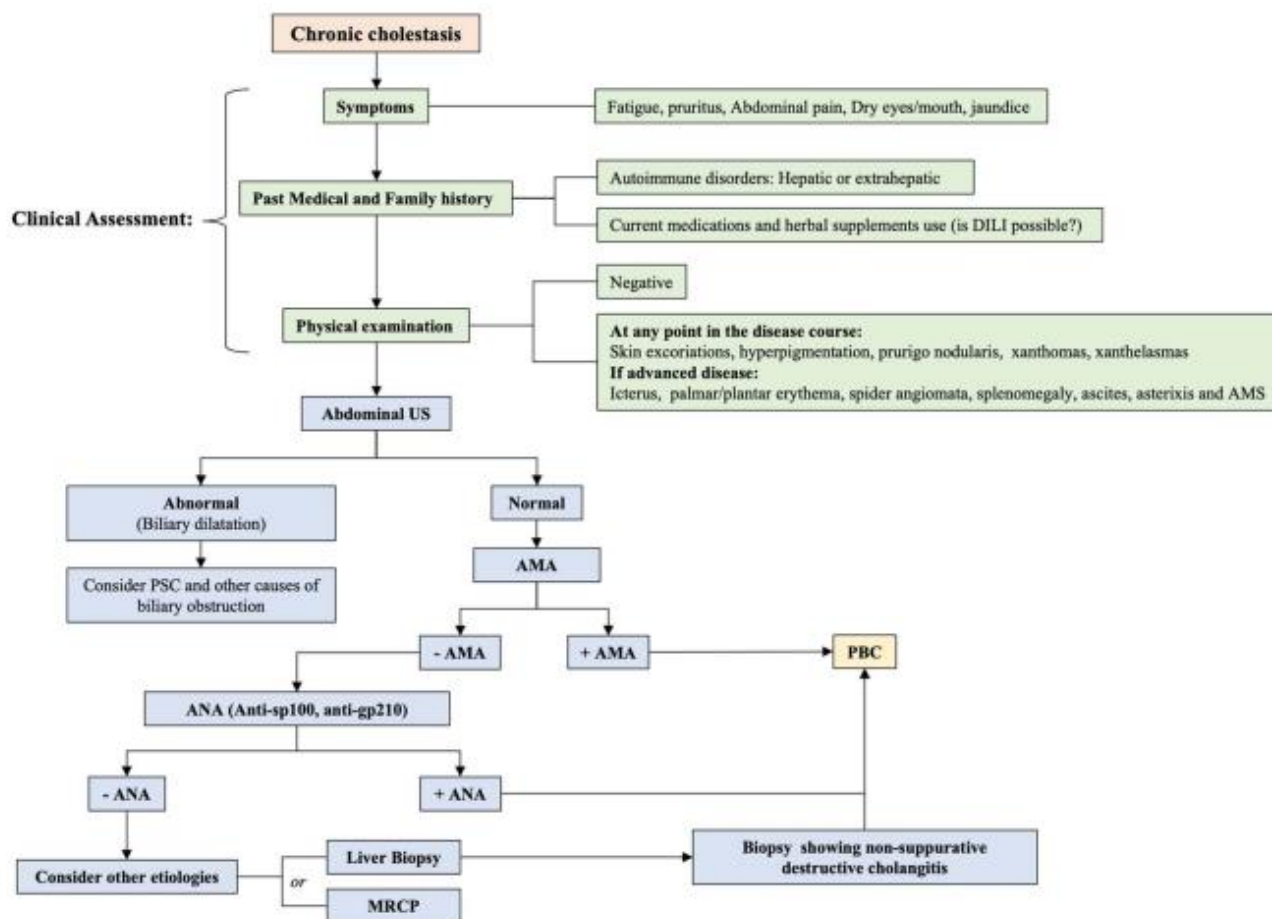 Chronic cholestasis
Symptoms
Fatigue, pruritus, Abdominal pain, Dry eyes/mouth, jaundice
Clinical Assessment:
Past Medical and Family history
Autoimmune disorders: Hepatic or extrahepatic
Current medications and herbal supplements use (is DILI possible?)
Physical examination
Negative
At any point in the disease course:
Skin excoriations, hyperpigmentation, prurigo nodularis, xanthomas, xanthelasmas
If advanced disease:
Icterus, palmar/plantar erythema, spider angiomata, splenomegaly, ascites, asterixis and AMS
Abdominal US
Abnormal
(Biliary dilatation)
Normal
Consider PSC and other causes of
biliary obstruction
AMA
- AMA
+ AMA
PBC
ANA (Anti-sp100, anti-gp210)
- ANA
+ ANA
Consider other etiologies
or
Liver Biopsy
MRCP
Biopsy showing non-suppurative
destructive cholangitis